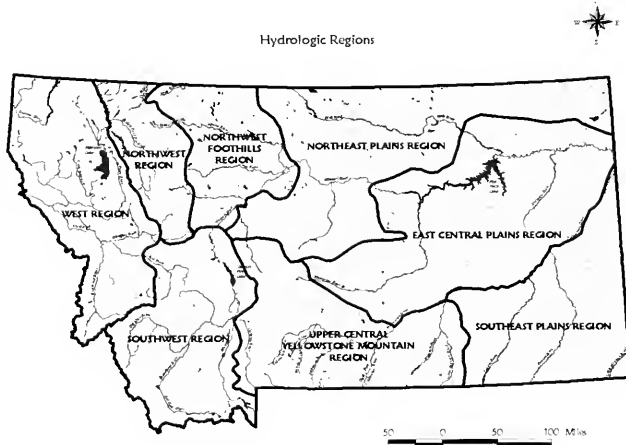 Hydrologic Regions
W E
S
NORTHWEST
FOOTHILLS
REGION
NORTHWEST
REGION
NORTHEAST PLAINS REGION
WEST REGION
EAST CENTRAL PLAINS REGION
SOUTHWEST REGION
UPPER CENTRAL
YELLOWSTONE MOUNTAIN
REGION
SOUTHEAST PLAINS REGION
50 0 50 100 Miles